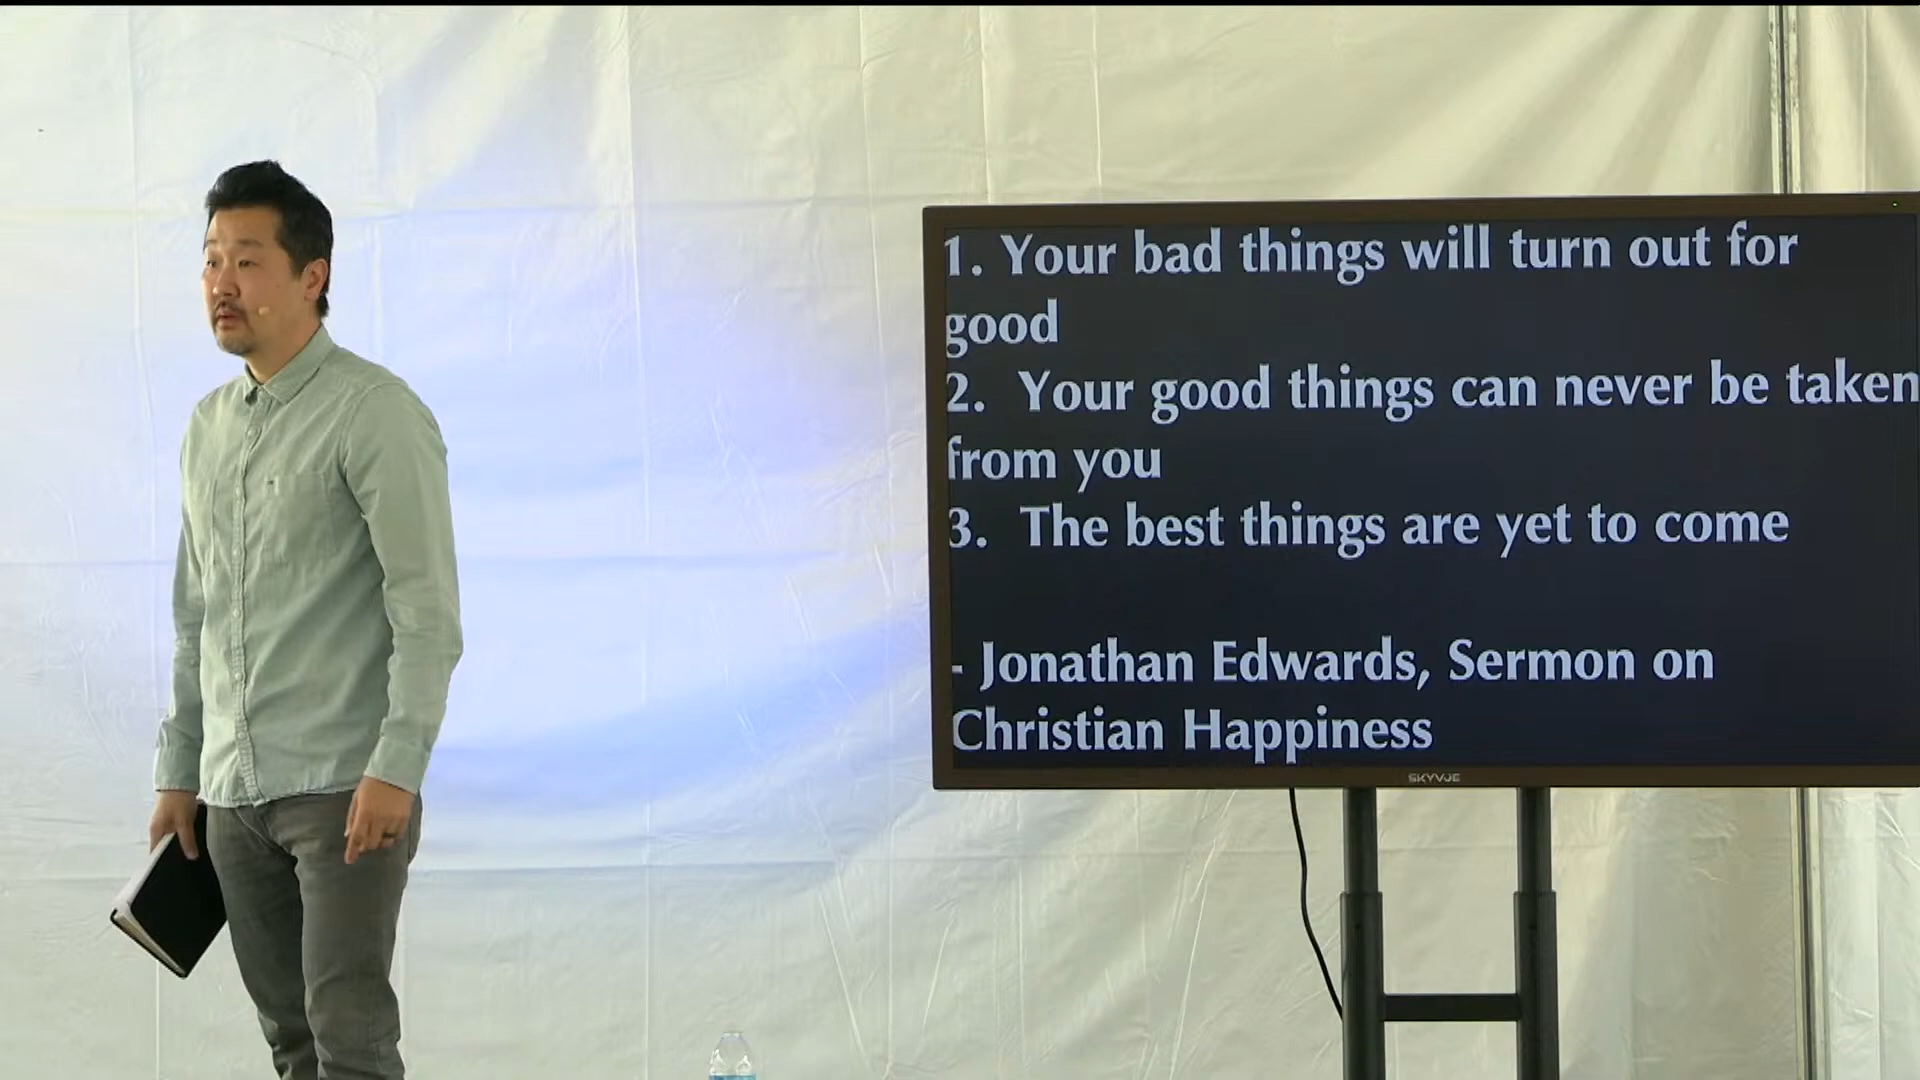 1. Your bad things will turn out for
good
2. Your good things can never be taken
from you
3. The best things are yet to come
- Jonathan Edwards, Sermon on
Christian Happiness
SKYVUE